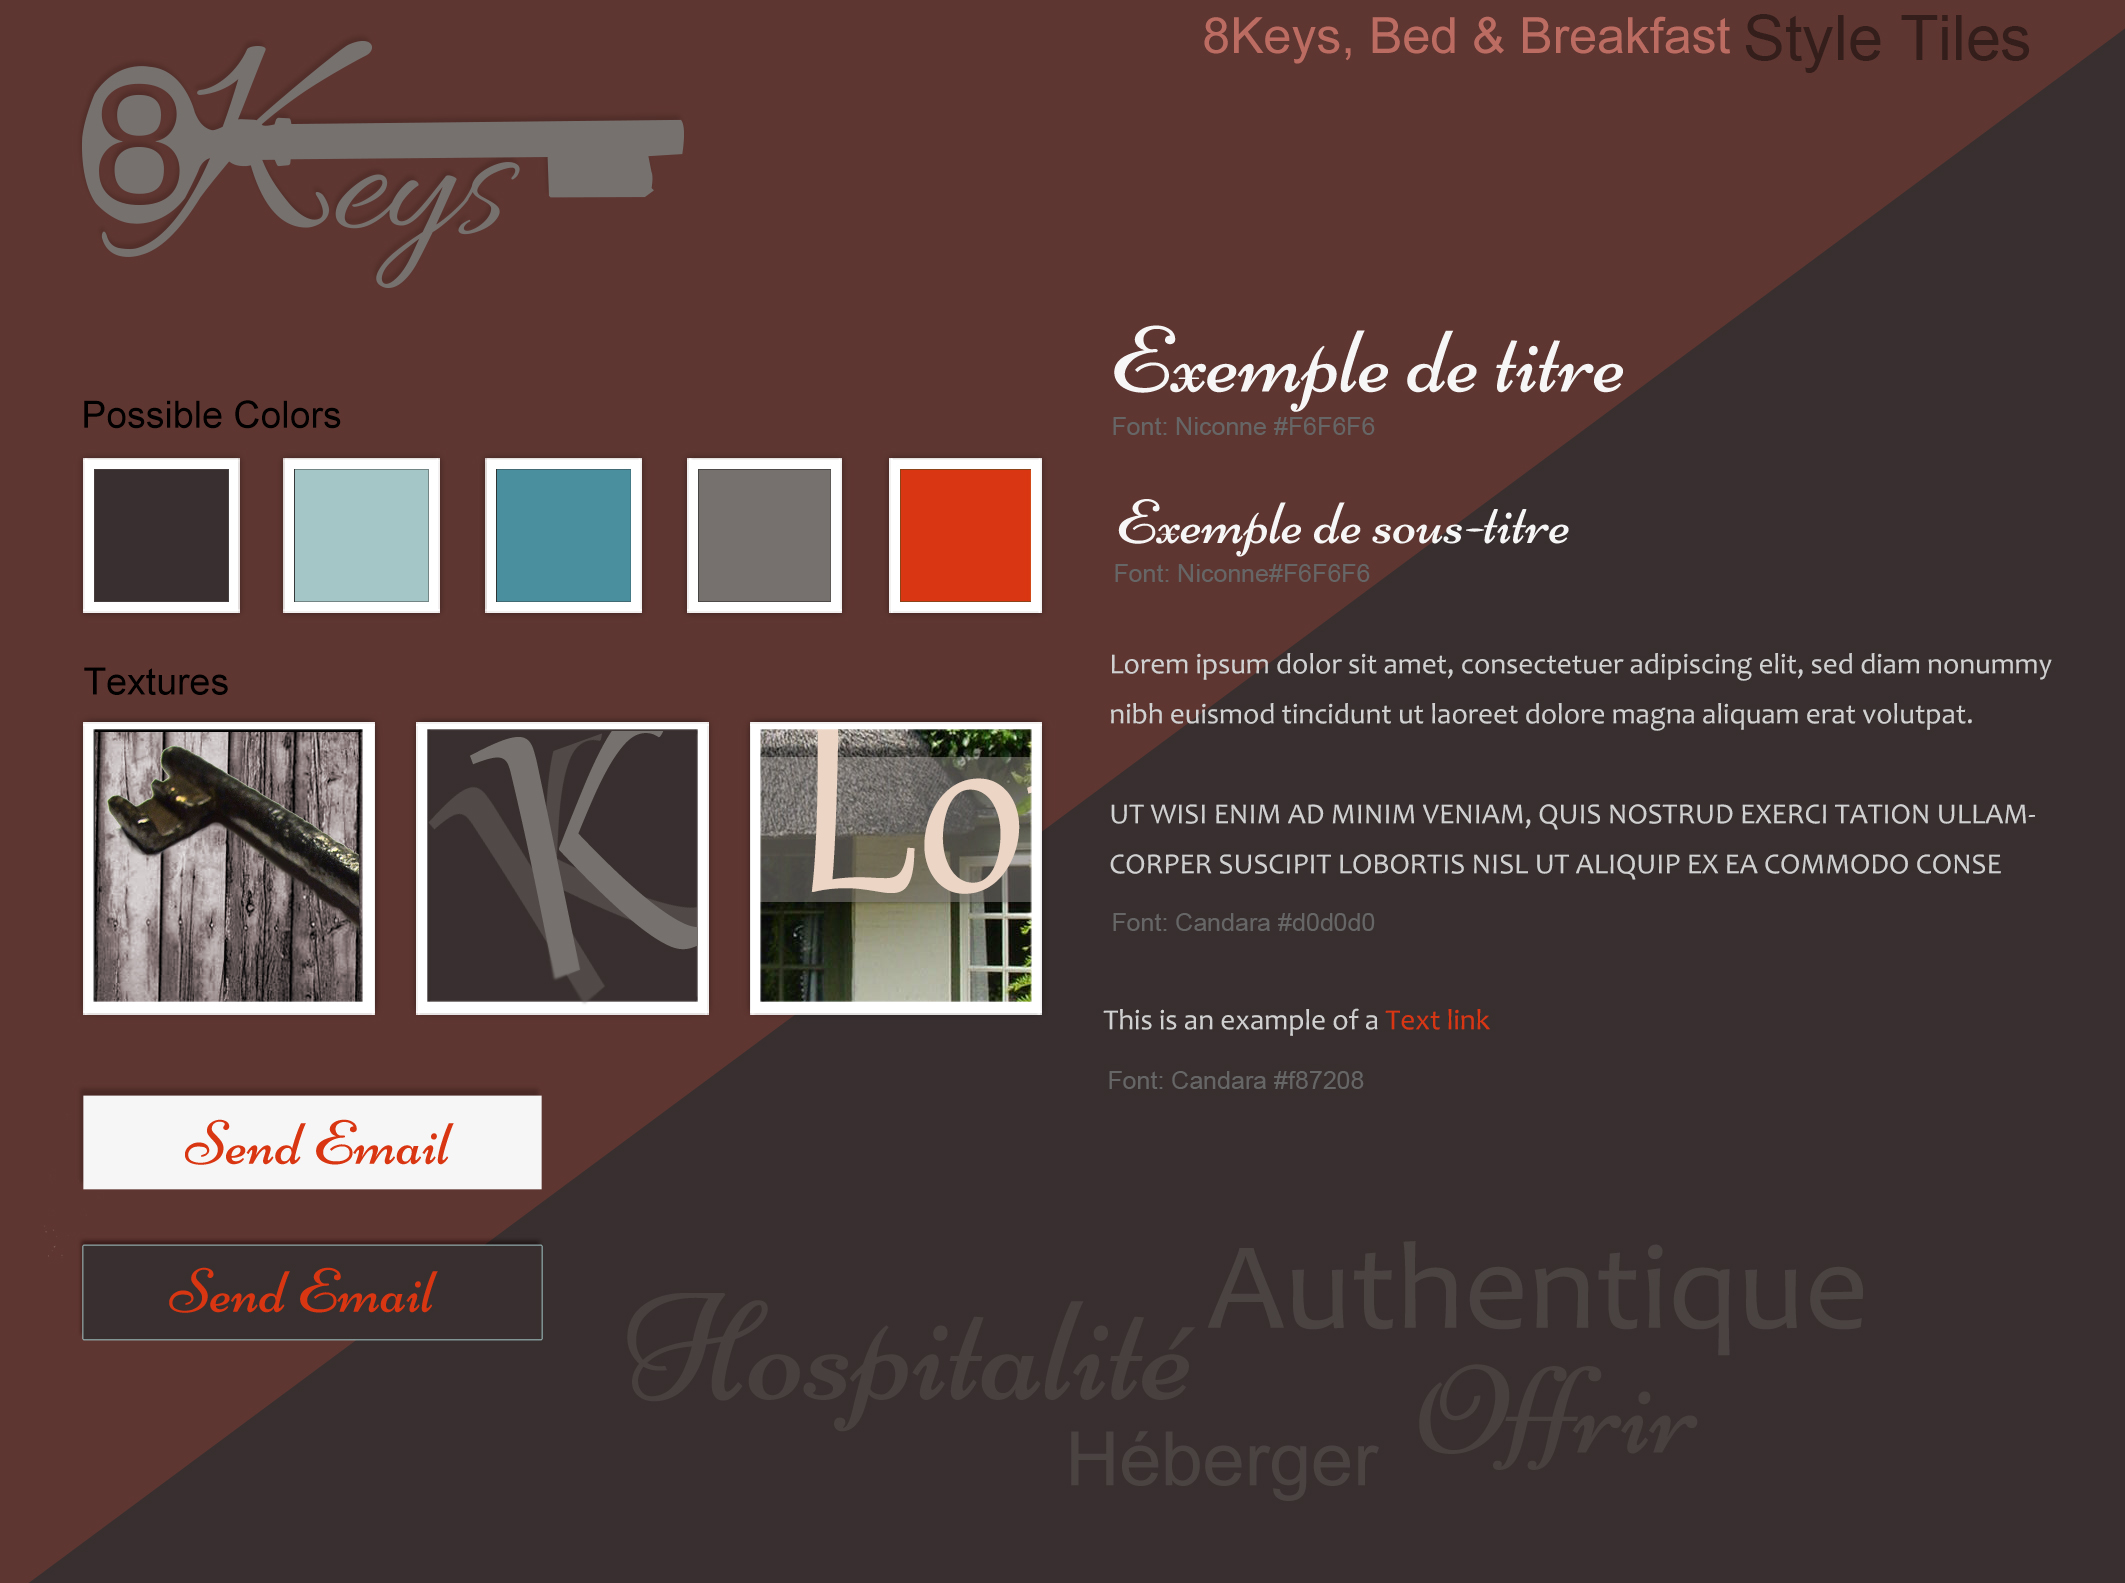 8Keys, Bed & Breakfast Style Tiles
8Keys
Exemple de titre
Font: Niconne #F6F6F6
Possible Colors
Exemple de sous-titre
Font: Niconne#F6F6F6
Textures
K
Lo
Lorem ipsum dolor sit amet, consectetuer adipiscing elit, sed diam nonummy
nibh euismod tincidunt ut laoreet dolore magna aliquam erat volutpat.
UT WISI ENIM AD MINIM VENIAM, QUIS NOSTRUD EXERCI TATION ULLAM-
CORPER SUSCIPIT LOBORTIS NISL UT ALIQUIP EX EA COMMODO CONSE
Font: Candara #d0d0d0
This is an example of a Text link
Font: Candara #f87208
Send Email
Send Email
Authentique
Hospitalité
Offrir
Héberger